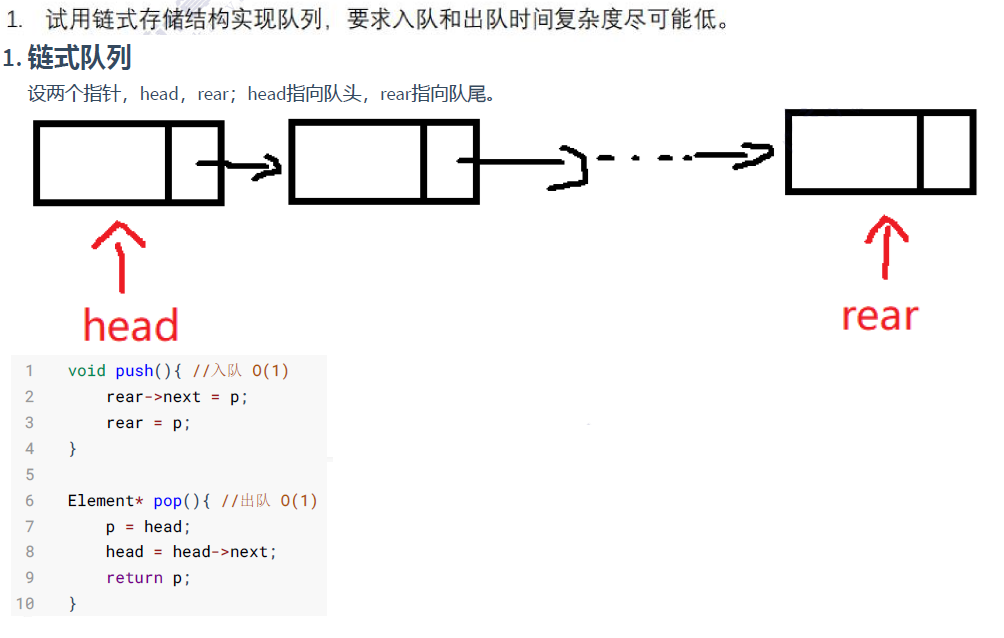 1. 试用链式存储结构实现队列，要求入队和出队时间复杂度尽可能低。
1. 链式队列
设两个指针，head，rear；head指向队头，rear指向队尾。
head
rear
1 void push(){ //入队 O(1)
2 rear->next = p;
3 rear = p;
4 }
5
6 Element* pop(){ //出队 O(1)
7 p = head;
8 head = head->next;
9 return p;
10 }